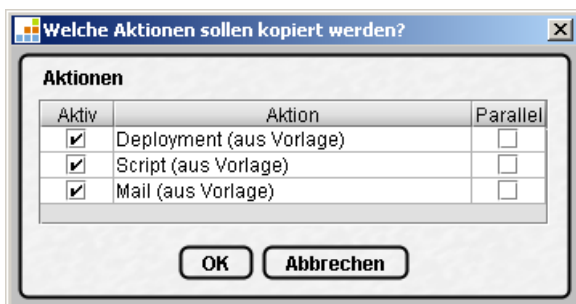 Welche Aktionen sollen kopiert werden?
Aktionen
Aktiv Aktion Parallel
Deployment (aus Vorlage)
Script (aus Vorlage)
Mail (aus Vorlage)
OK Abbrechen